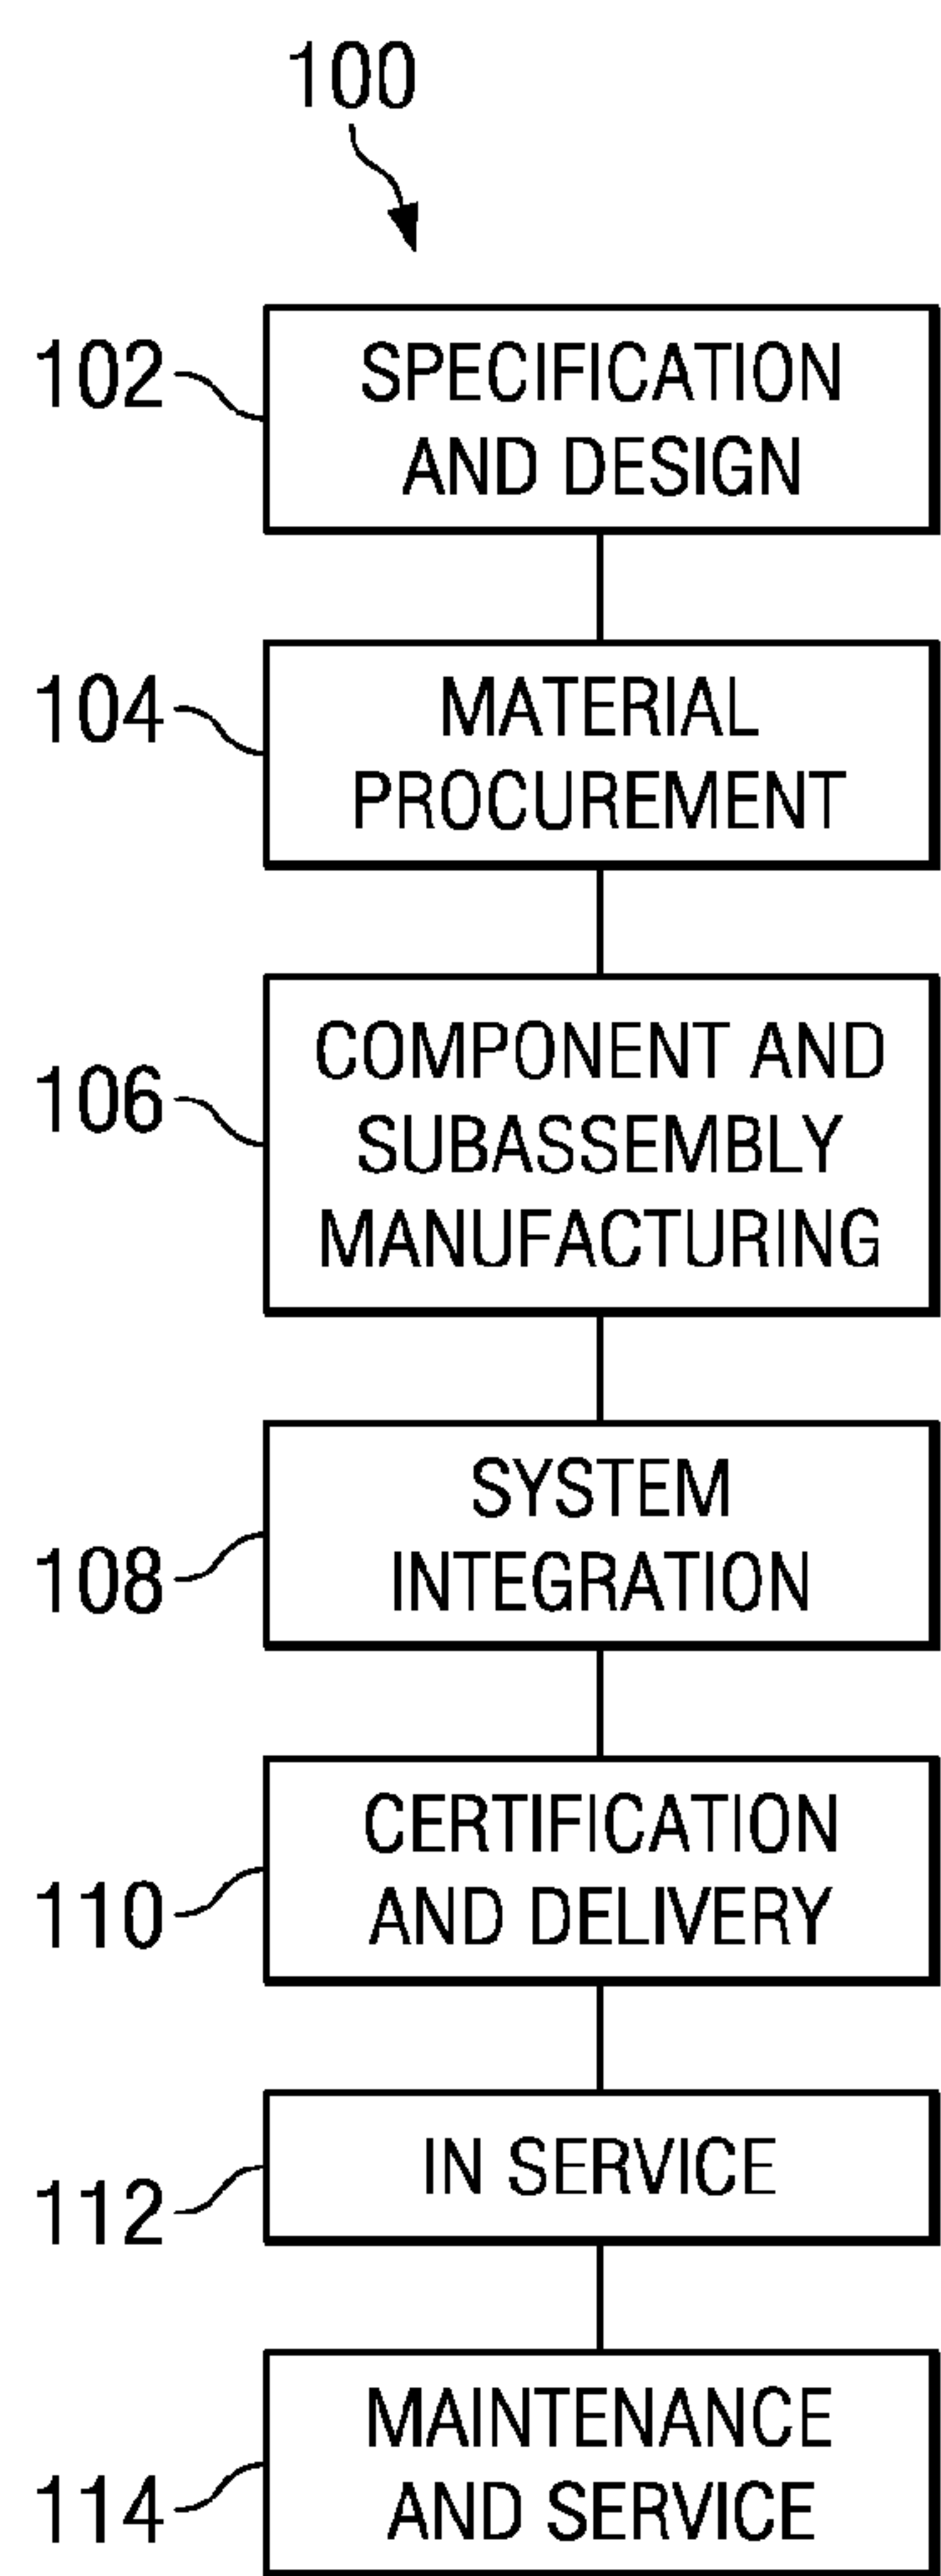 100
102
SPECIFICATION
AND DESIGN
104
MATERIAL
PROCUREMENT
106
COMPONENT AND
SUBASSEMBLY
MANUFACTURING
108
SYSTEM
INTEGRATION
110
CERTIFICATION
AND DELIVERY
112
IN SERVICE
114
MAINTENANCE
AND SERVICE